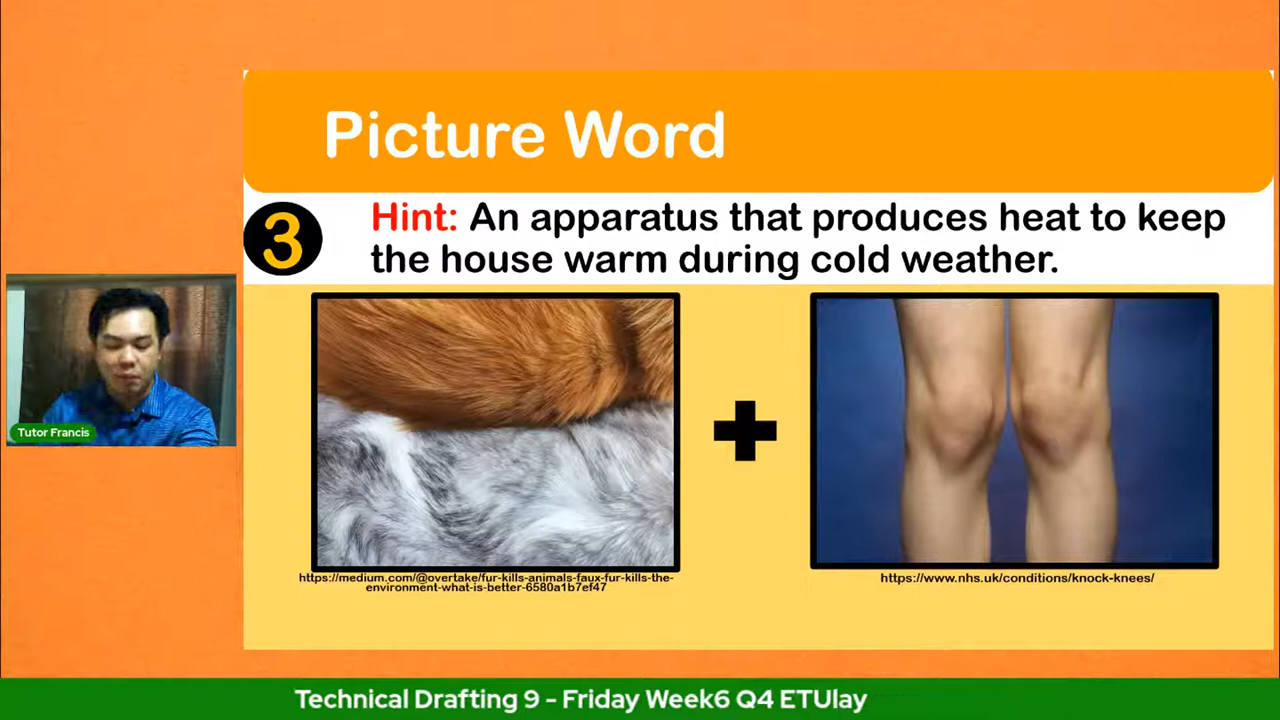 Picture Word
3
Hint: An apparatus that produces heat to keep
the house warm during cold weather.
Tutor Francis
https://medium.com/@overtake/fur-kills-animals-faux-fur-kills-the-
environment-what-is-better-6580a1b7ef47
https://www.nhs.uk/conditions/knock-knees/
Technical Drafting 9 - Friday Week6 Q4 ETUlay